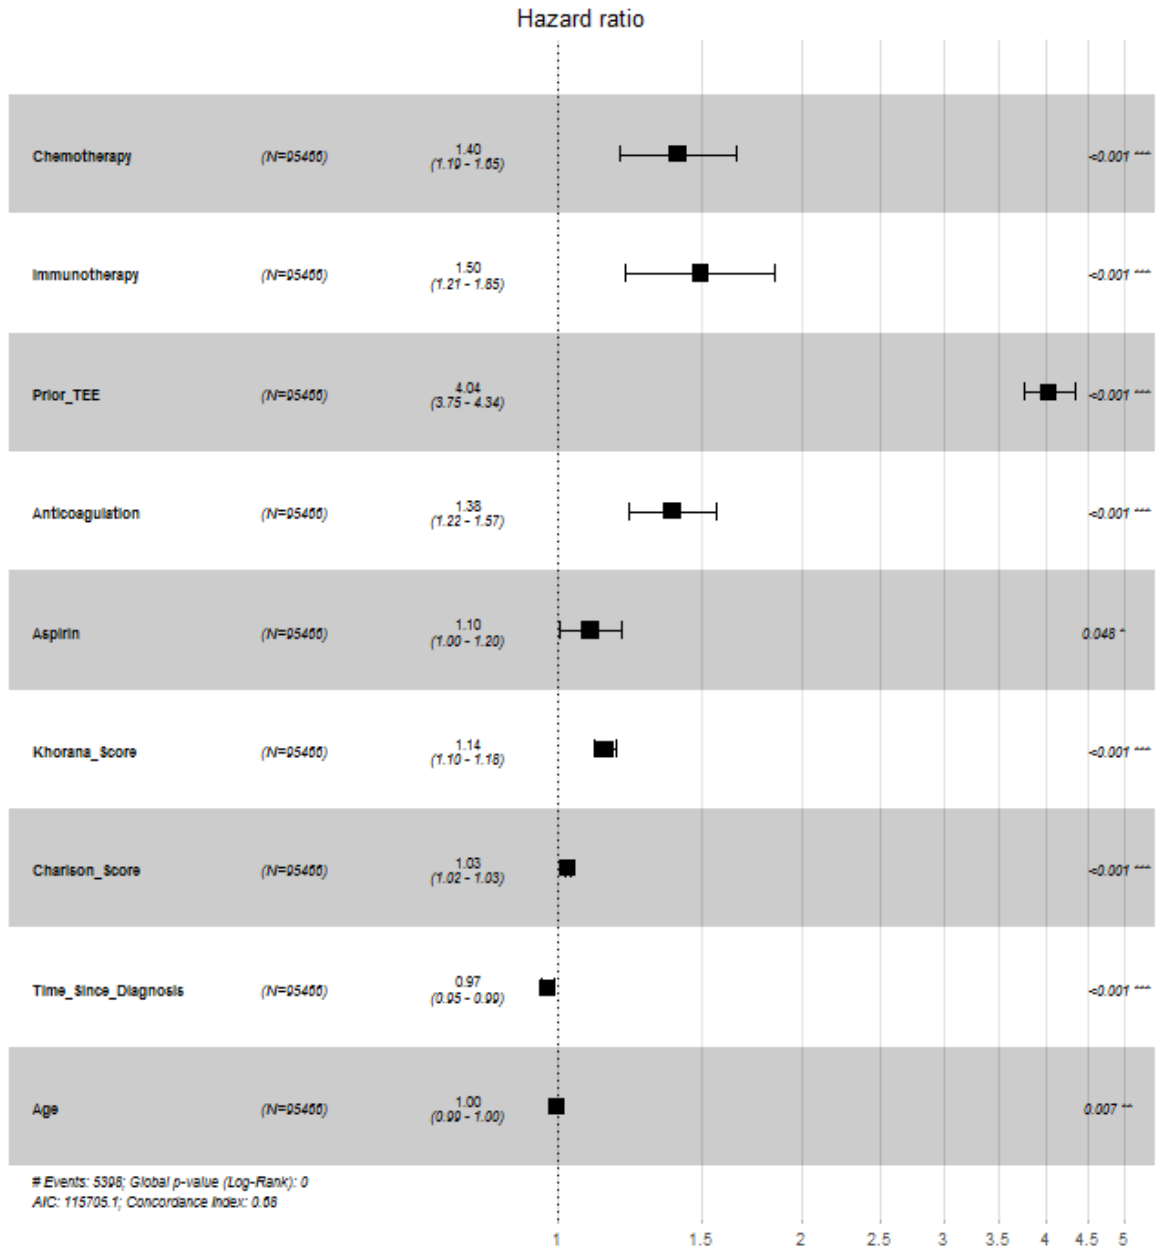 Hazard ratio
Chemotherapy (N=95466) 1.40 <0.001 ***
(1.19 - 1.65)
Immunotherapy (N=95466) 1.50 <0.001 ***
(1.21 - 1.85)
Prior_TEE (N=95466) 4.04 <0.001 ***
(3.75 - 4.34)
Anticoagulation (N=95466) 1.38 <0.001 ***
(1.22 - 1.57)
Aspirin (N=95466) 1.10 0.048 *
(1.00 - 1.20)
Khorana_Score (N=95466) 1.14 <0.001 ***
(1.10 - 1.18)
Charlson_Score (N=95466) 1.03 <0.001 ***
(1.02 - 1.03)
Time_Since_Diagnosis (N=95466) 0.97 <0.001 ***
(0.95 - 0.99)
Age (N=95466) 1.00 0.007 **
(0.99 - 1.00)
# Events: 5398; Global p-value (Log-Rank): 0
AIC: 115705.1; Concordance Index: 0.68
1 1.5 2 2.5 3 3.5 4 4.5 5